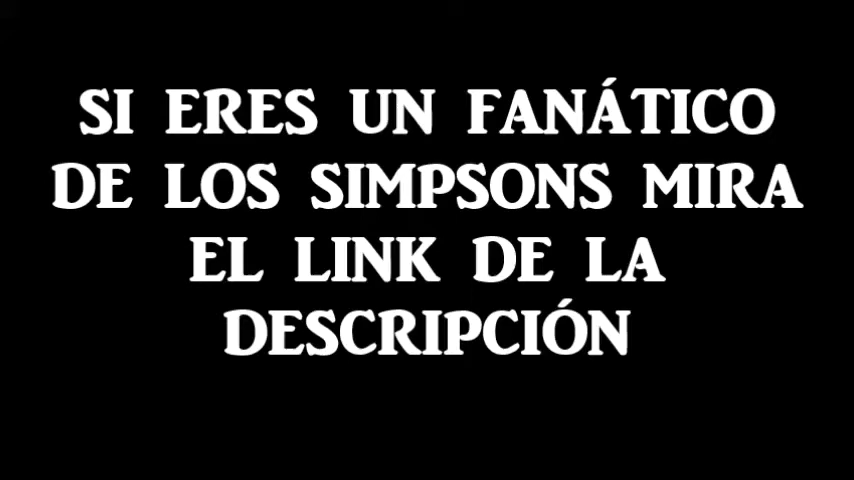 SI ERES UN FANÁTICO
DE LOS SIMPSONS MIRA
EL LINK DE LA
DESCRIPCIÓN